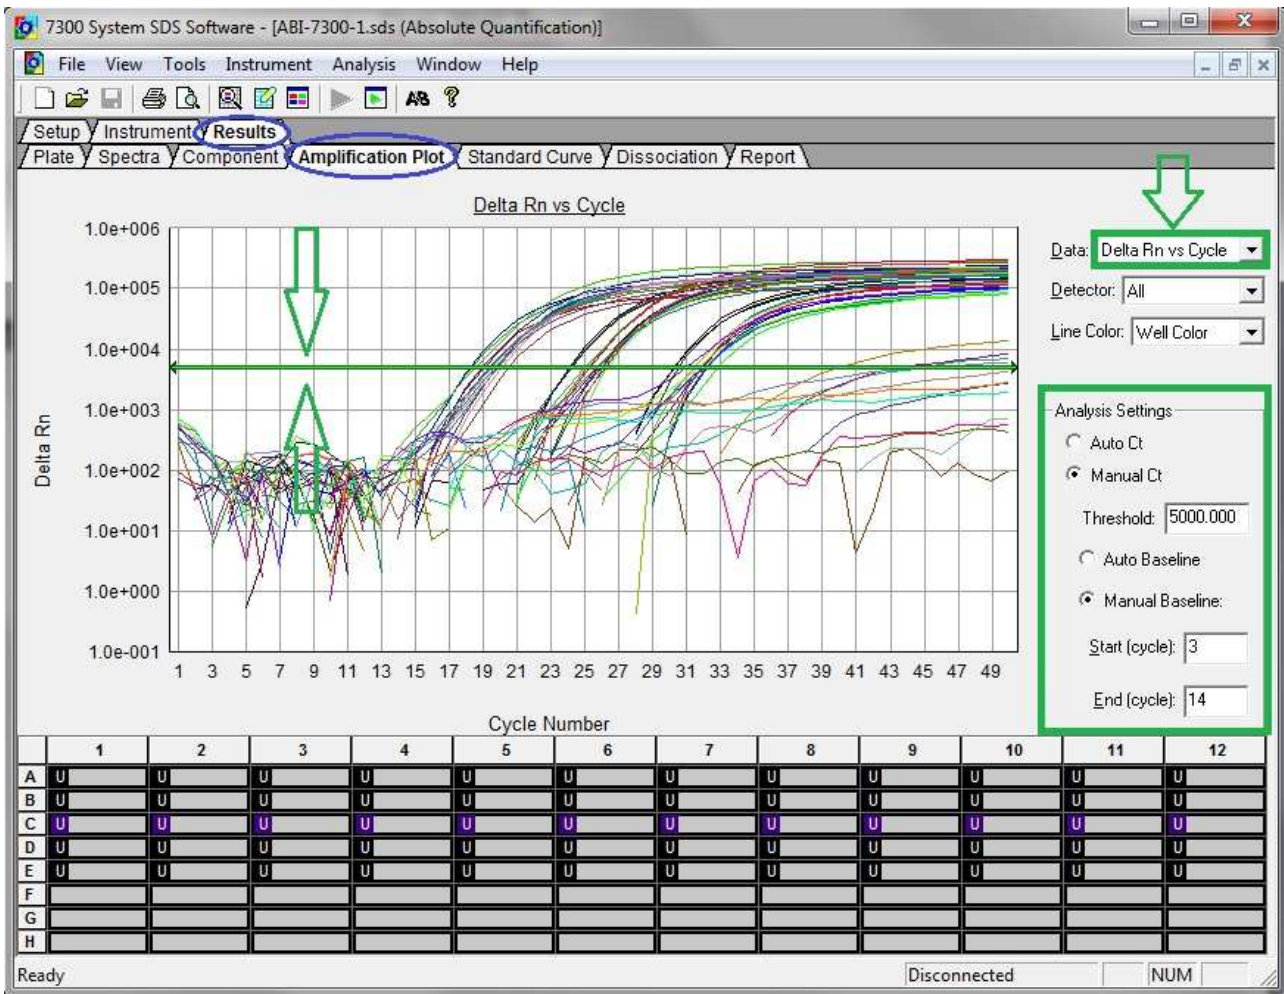 7300 System SDS Software - [ABI-7300-1.sds (Absolute Quantification)]
File View Tools Instrument Analysis Window Help
Setup Instrument Results
Plate Spectra Component Amplification Plot Standard Curve Dissociation Report
Delta Rn vs Cycle
Data: Delta Rn vs Cycle
Detector: All
Line Color: Well Color
Analysis Settings
Auto Ct
Manual Ct
Threshold: 5000.000
Auto Baseline
Manual Baseline:
Start (cycle): 3
End (cycle): 14
Delta Rn
1.0e+006
1.0e+005
1.0e+004
1.0e+003
1.0e+002
1.0e+001
1.0e+000
1.0e-001
1 3 5 7 9 11 13 15 17 19 21 23 25 27 29 31 33 35 37 39 41 43 45 47 49
Cycle Number
1 2 3 4 5 6 7 8 9 10 11 12
A U U U U U U U U U U U U
B U U U U U U U U U U U U
C U U U U U U U U U U U U
D U U U U U U U U U U U U
E U U U U U U U U U U U U
F
G
H
Ready Disconnected NUM